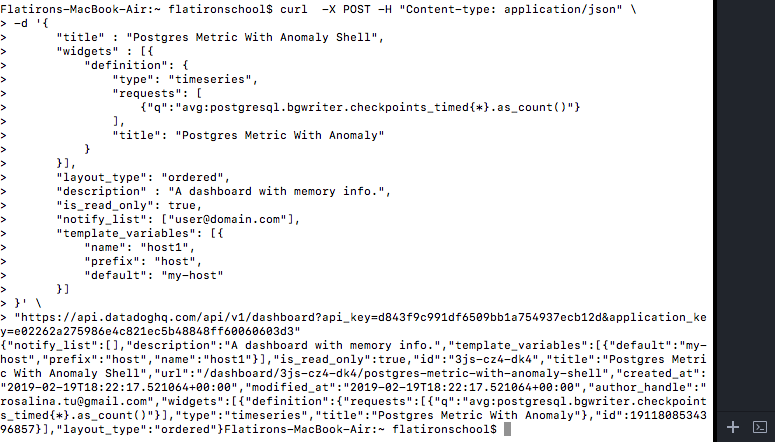 Flatirons-MacBook-Air:~ flatironschool$ curl  -X POST -H "Content-type: application/json" \
> -d '{
>       "title" : "Postgres Metric With Anomaly Shell",
>       "widgets" : [{
>           "definition": {
>               "type": "timeseries",
>               "requests": [
>                   {"q":"avg:postgresql.bgwriter.checkpoints_timed{*}.as_count()"}
>               ],
>               "title": "Postgres Metric With Anomaly"
>           }
>       }],
>       "layout_type": "ordered",
>       "description" : "A dashboard with memory info.",
>       "is_read_only": true,
>       "notify_list": ["user@domain.com"],
>       "template_variables": [{
>           "name": "host1",
>           "prefix": "host",
>           "default": "my-host"
>       }]
> }' \
> "https://api.datadoghq.com/api/v1/dashboard?api_key=d843f9c991df6509bb1a754937ecb12d&application_ke
y=e02262a275986e4c821ec5b48848ff60060603d3"
{"notify_list":[],"description":"A dashboard with memory info.","template_variables":[{"default":"my-
host","prefix":"host","name":"host1"}],"is_read_only":true,"id":"3js-cz4-dk4","title":"Postgres Metri
c With Anomaly Shell","url":"/dashboard/3js-cz4-dk4/postgres-metric-with-anomaly-shell","created_at":
"2019-02-19T18:22:17.521064+00:00","modified_at":"2019-02-19T18:22:17.521064+00:00","author_handle":"
rosalina.tu@gmail.com","widgets":[{"definition":{"requests":[{"q":"avg:postgresql.bgwriter.checkpoin
ts_timed{*}.as_count()"}],"type":"timeseries","title":"Postgres Metric With Anomaly"},"id":1911808534
396857}],"layout_type":"ordered"}Flatirons-MacBook-Air:~ flatironschool$